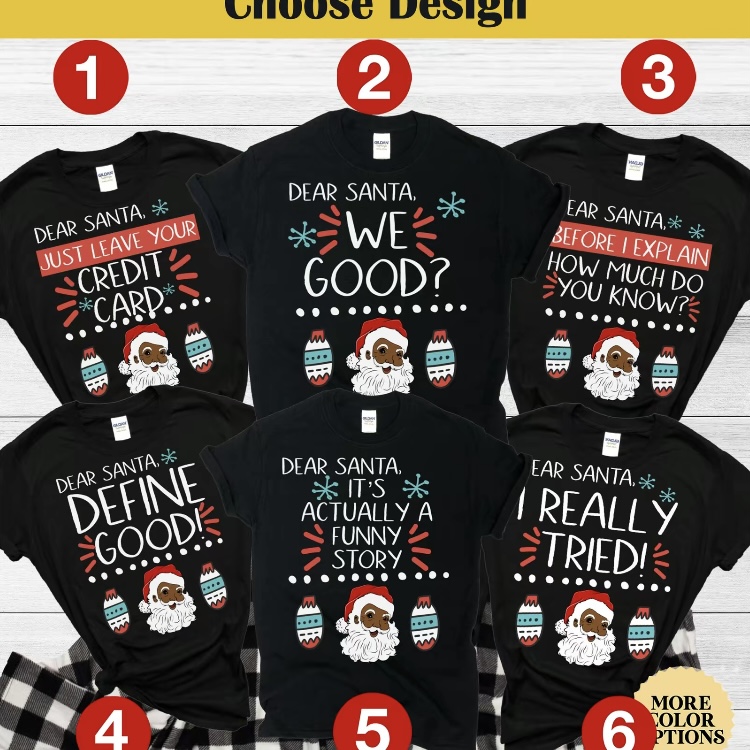 Choose Design
1
2
3
DEAR SANTA,
JUST LEAVE YOUR
CREDIT
CARD
DEAR SANTA,
WE
GOOD?
DEAR SANTA,
BEFORE I EXPLAIN
HOW MUCH DO
YOU KNOW?
DEAR SANTA,
DEFINE
GOOD!
DEAR SANTA,
IT'S
ACTUALLY A
FUNNY
STORY
EAR SANTA,
I REALLY
TRIED!
4
5
6
MORE
COLOR
OPTIONS